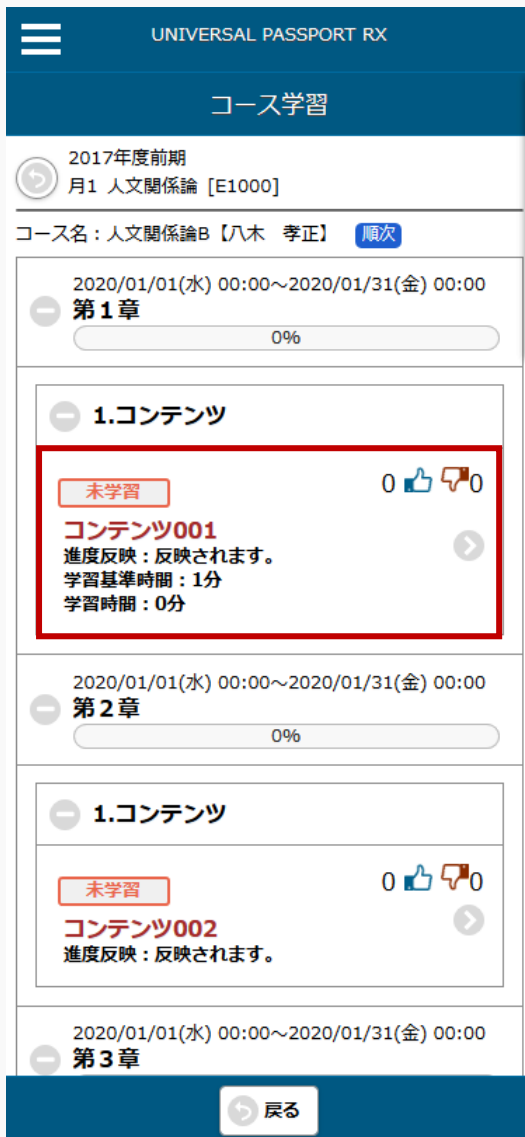 UNIVERSAL PASSPORT RX
コース学習
2017年度前期
月1 人文関係論 [E1000]
コース名：人文関係論B【八木　孝正】 順次
2020/01/01(水) 00:00～2020/01/31(金) 00:00
第１章
0%
1.コンテンツ
未学習 0 0
コンテンツ001
進度反映：反映されます。
学習基準時間：1分
学習時間：0分
2020/01/01(水) 00:00～2020/01/31(金) 00:00
第２章
0%
1.コンテンツ
未学習 0 0
コンテンツ002
進度反映：反映されます。
2020/01/01(水) 00:00～2020/01/31(金) 00:00
第３章
戻る